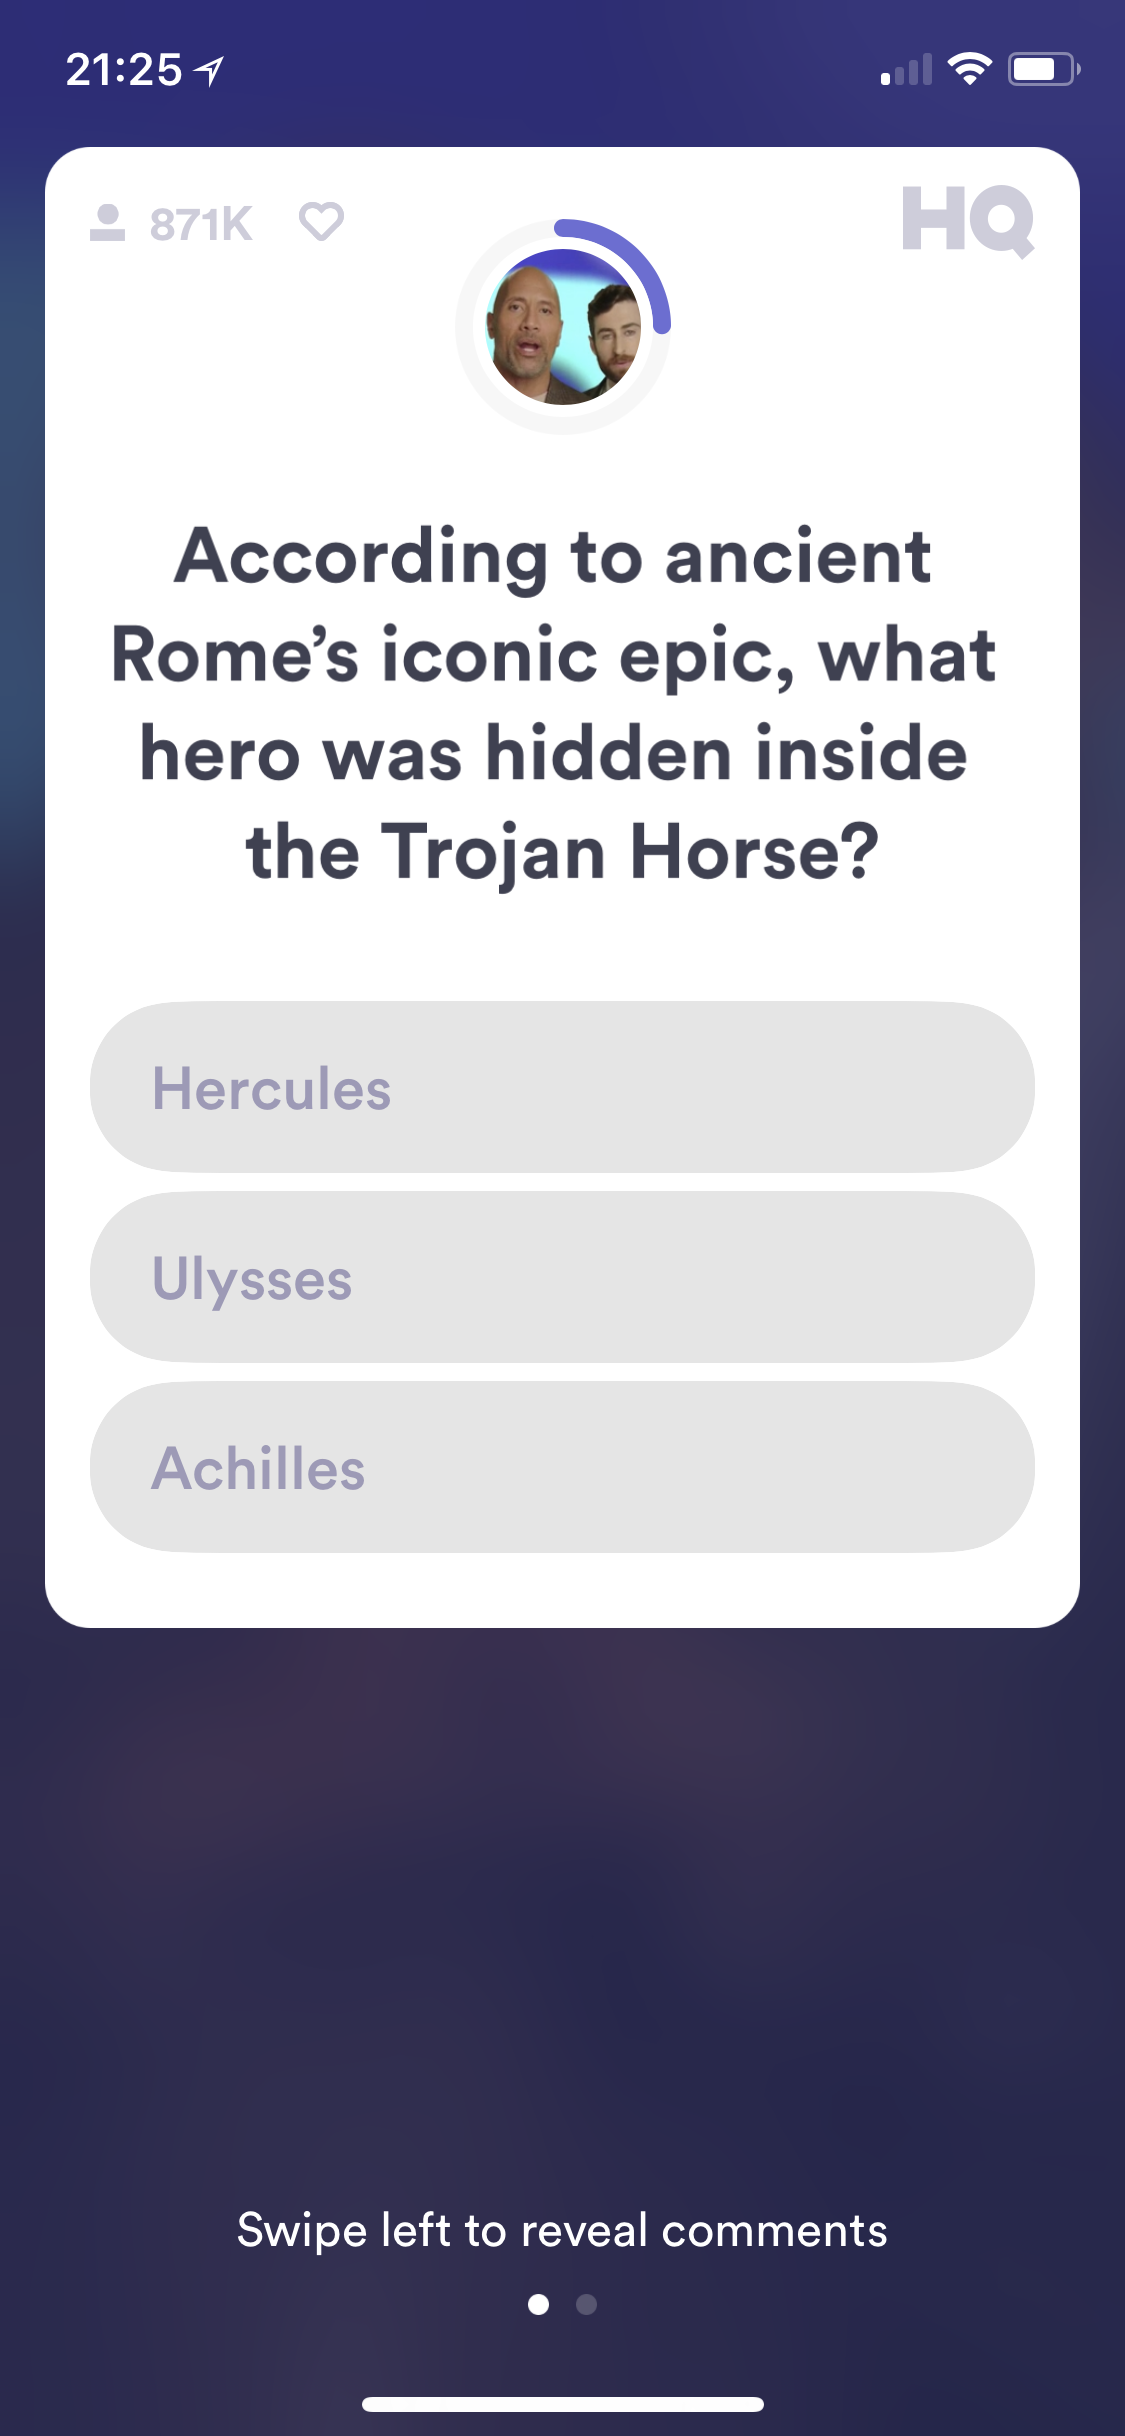 21:25
871K
HQ
According to ancient
Rome’s iconic epic, what
hero was hidden inside
the Trojan Horse?
Hercules
Ulysses
Achilles
Swipe left to reveal comments